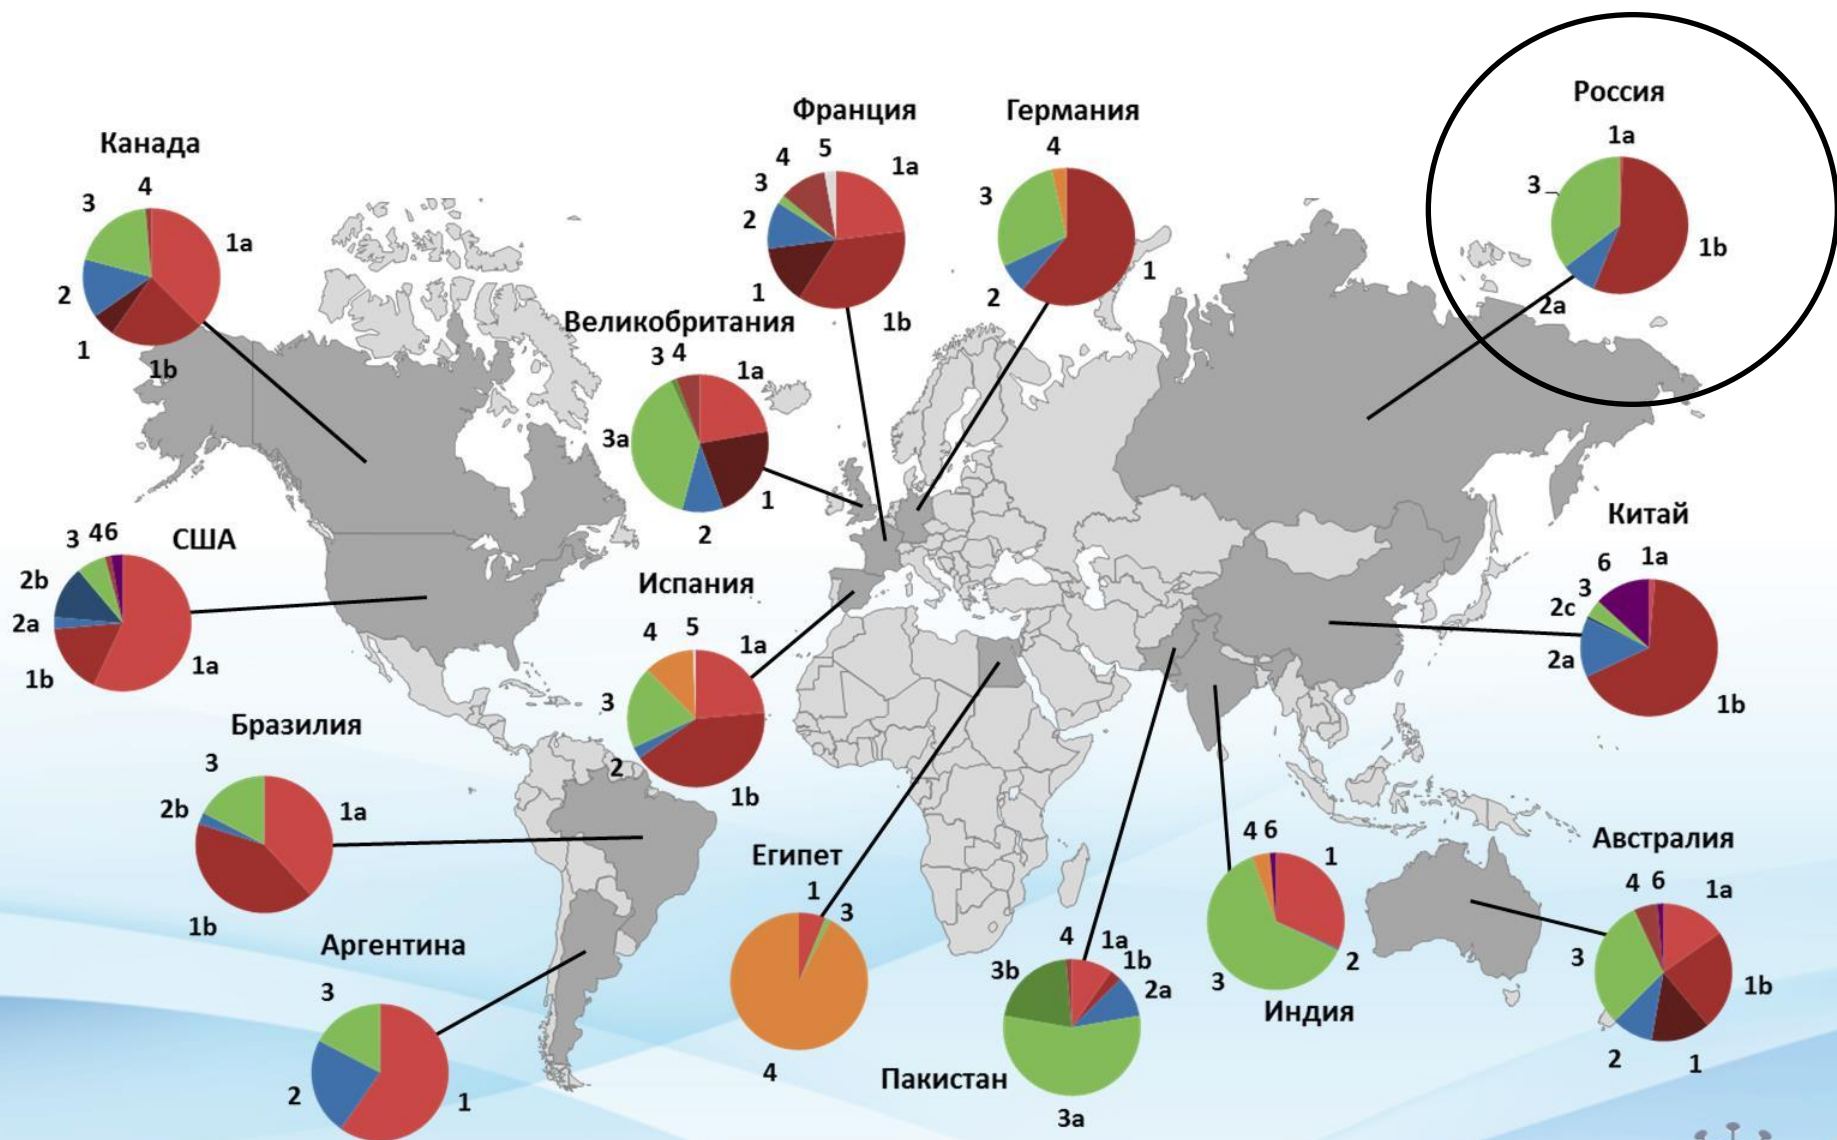 Россия
1a
3
1b
2a
Франция
5
4
1a
3
2
1
1b
Германия
4
3
1
2
Канада
4
3
1a
2
1
1b
Великобритания
3 4
1a
3a
1
2
США
3 46
2b
2a
1b
1a
Испания
5
4
1a
3
2
1b
Китай
6 1a
3
2c
2a
1b
Бразилия
3
2b
1a
1b
Аргентина
3
2
1
Египет
1
3
4
4 1a
1b
3b
2a
Пакистан
3a
4 6
1
3
2
Индия
Австралия
4 6
1a
3
1b
2
1